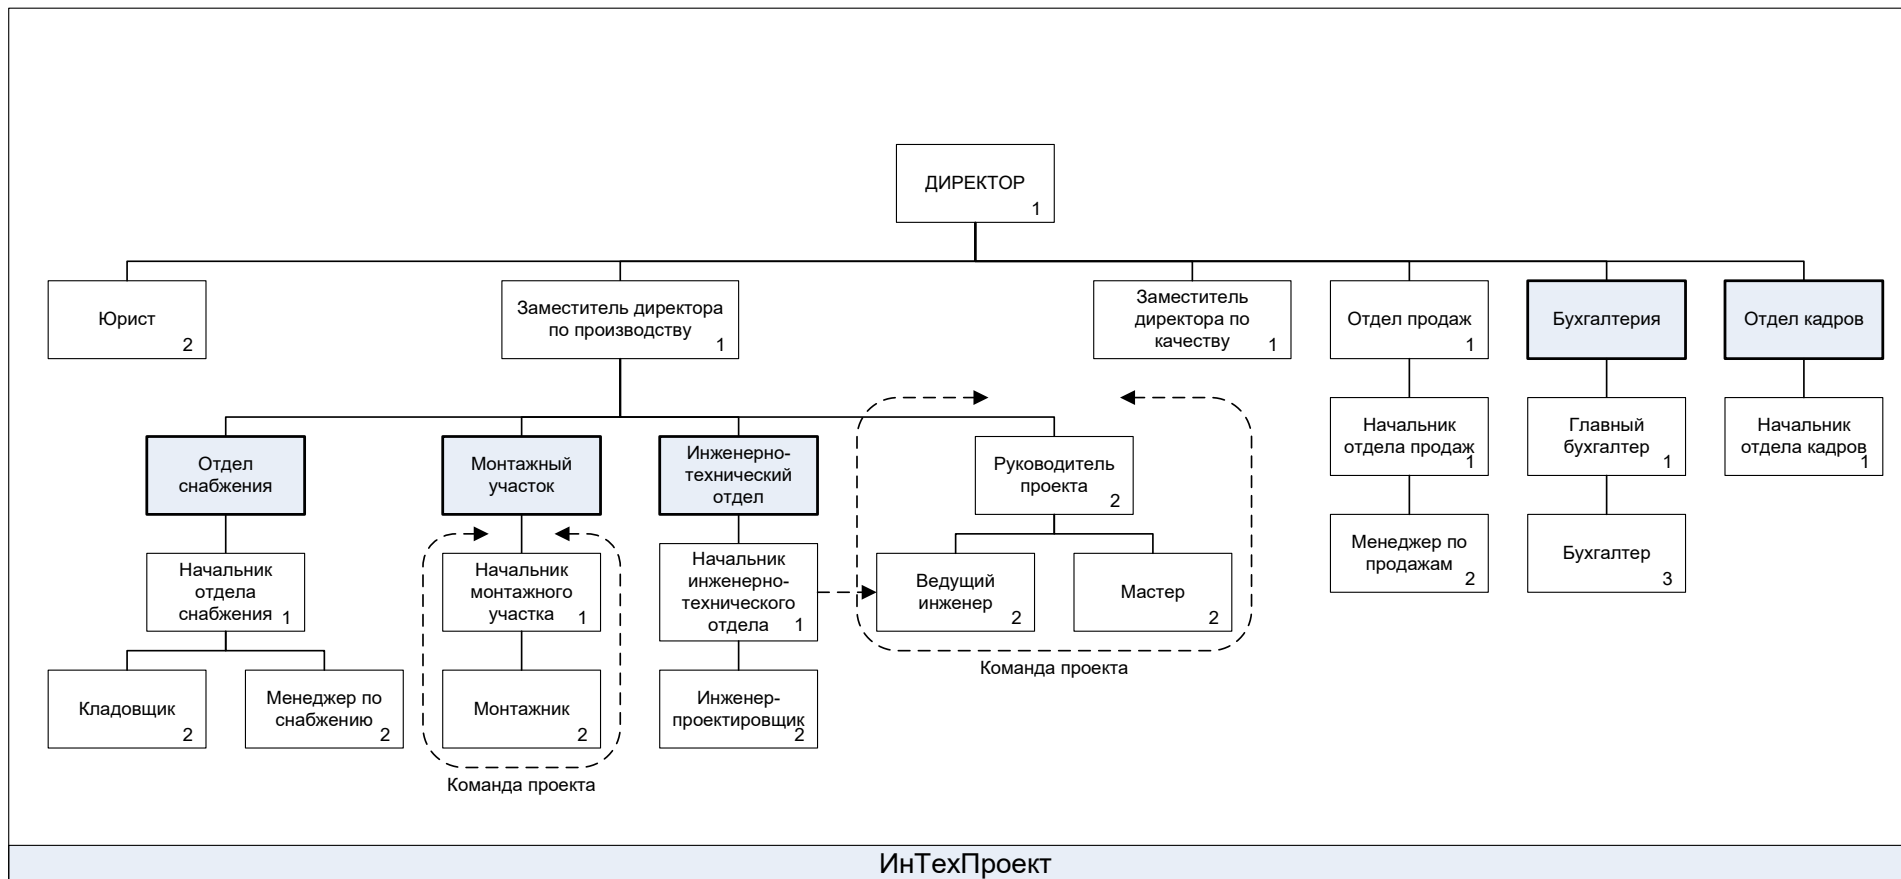 ДИРЕКТОР
1
Юрист
2
Заместитель директора
по производству
1
Заместитель
директора по
качеству
1
Отдел продаж
1
Бухгалтерия
Отдел кадров
Отдел
снабжения
Монтажный
участок
Инженерно-
технический
отдел
Руководитель
проекта
2
Начальник
отдела продаж
1
Главный
бухгалтер
1
Начальник
отдела кадров
1
Начальник
отдела
снабжения
1
Начальник
монтажного
участка
1
Начальник
инженерно-
технического
отдела
1
Ведущий
инженер
2
Мастер
2
Менеджер по
продажам
2
Бухгалтер
3
Команда проекта
Кладовщик
2
Менеджер по
снабжению
2
Монтажник
2
Инженер-
проектировщик
2
Команда проекта
ИнТехПроект